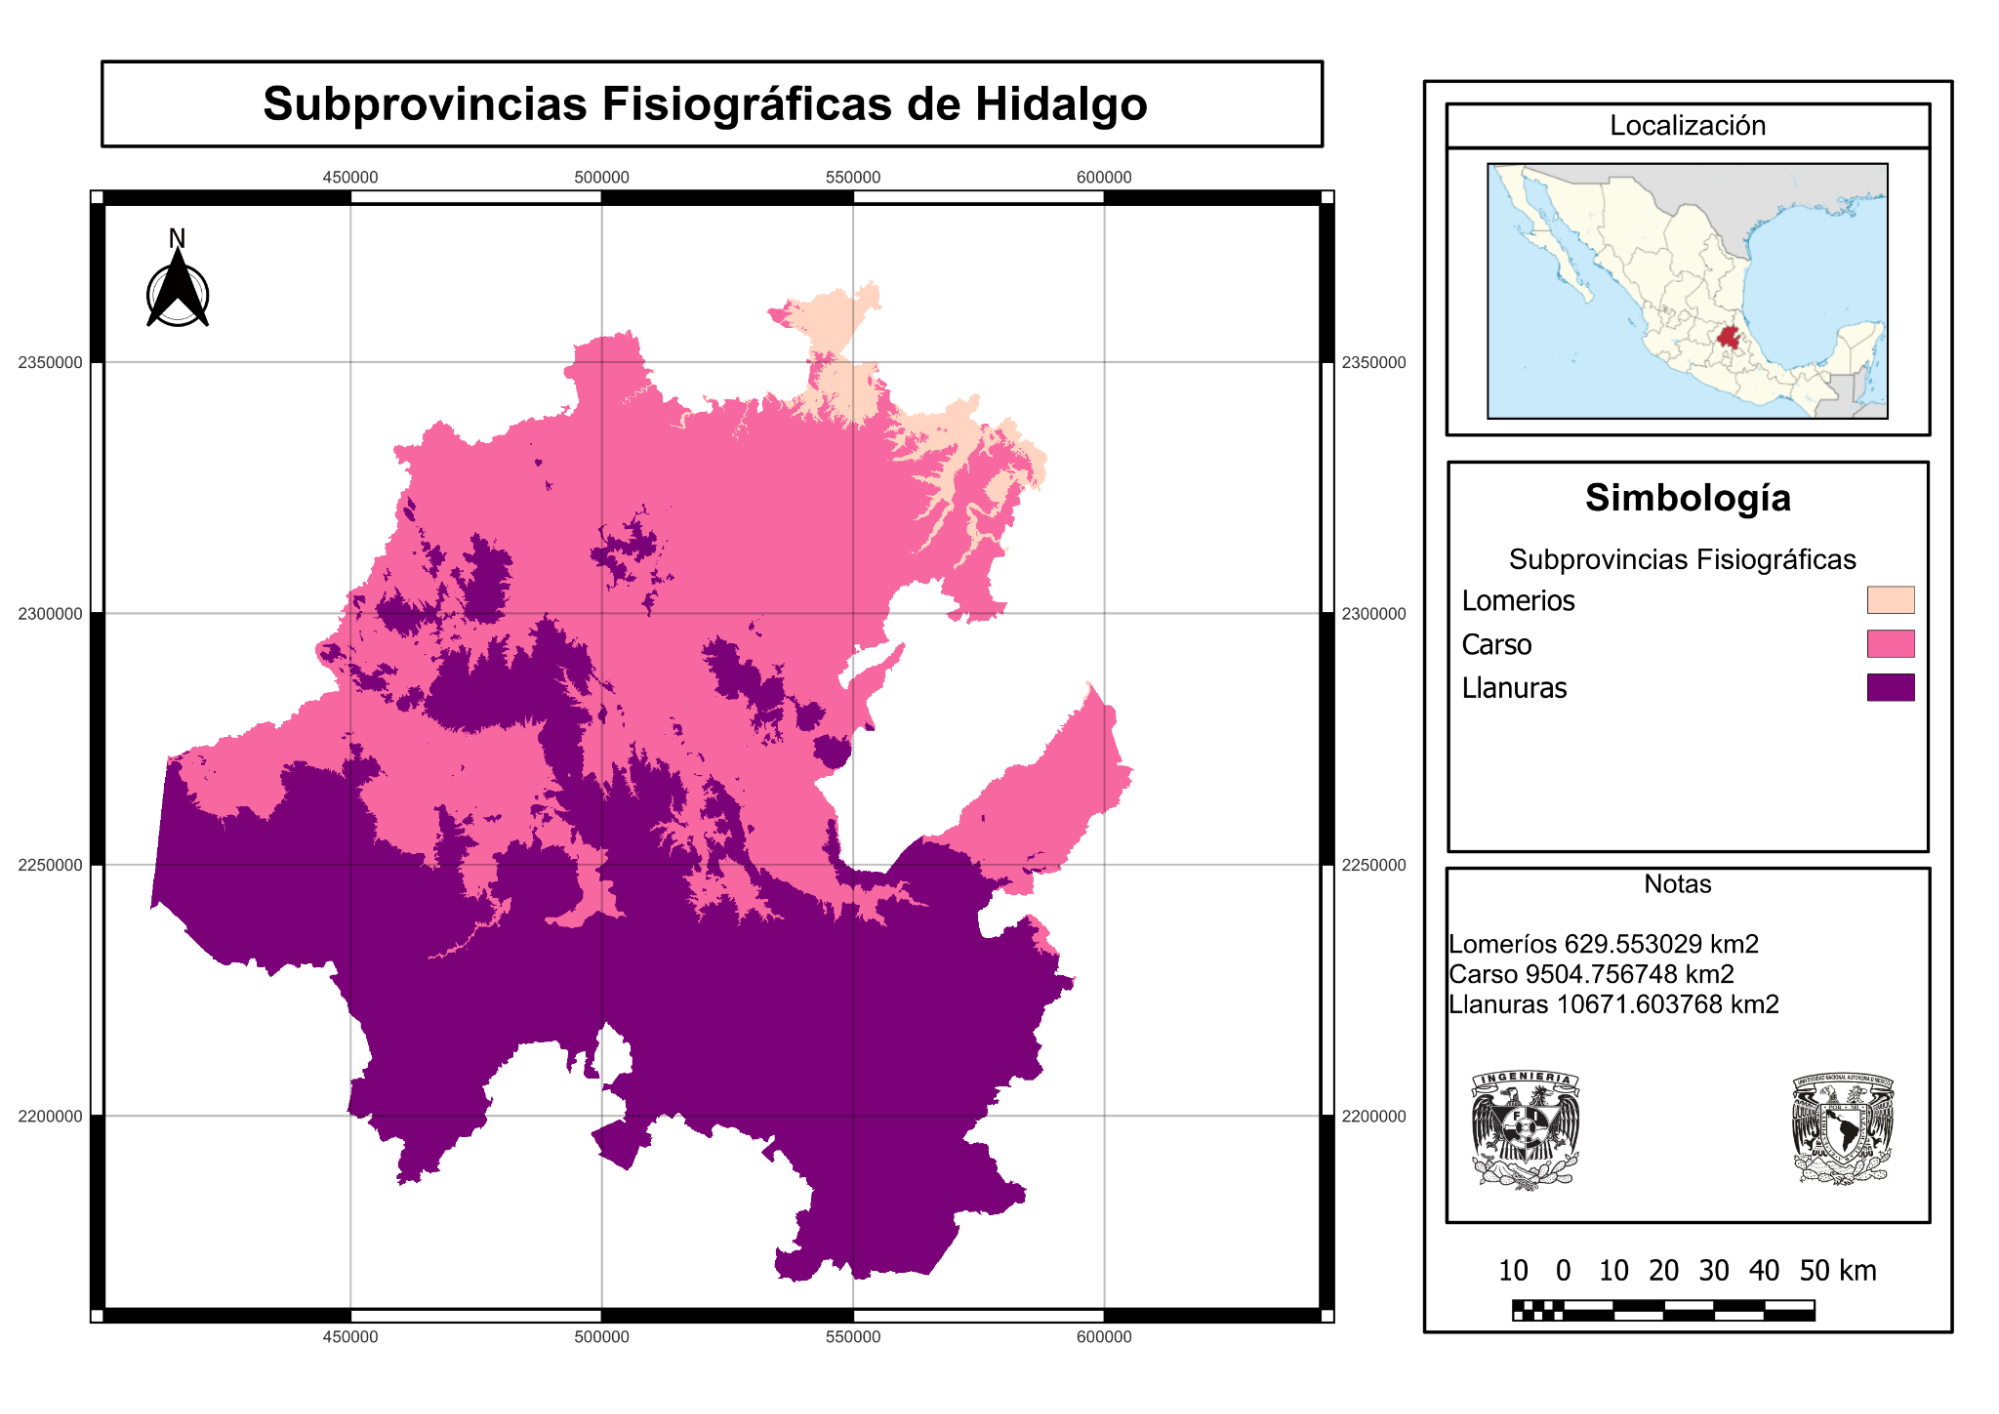 Subprovincias Fisiográficas de Hidalgo
450000 500000 550000 600000
N
2350000 2350000
2300000 2300000
2250000 2250000
2200000 2200000
450000 500000 550000 600000
Localización
Simbología
Subprovincias Fisiográficas
Lomerios
Carso
Llanuras
Notas
Lomeríos 629.553029 km2
Carso 9504.756748 km2
Llanuras 10671.603768 km2
INGENIERIA
F I
10 0 10 20 30 40 50 km